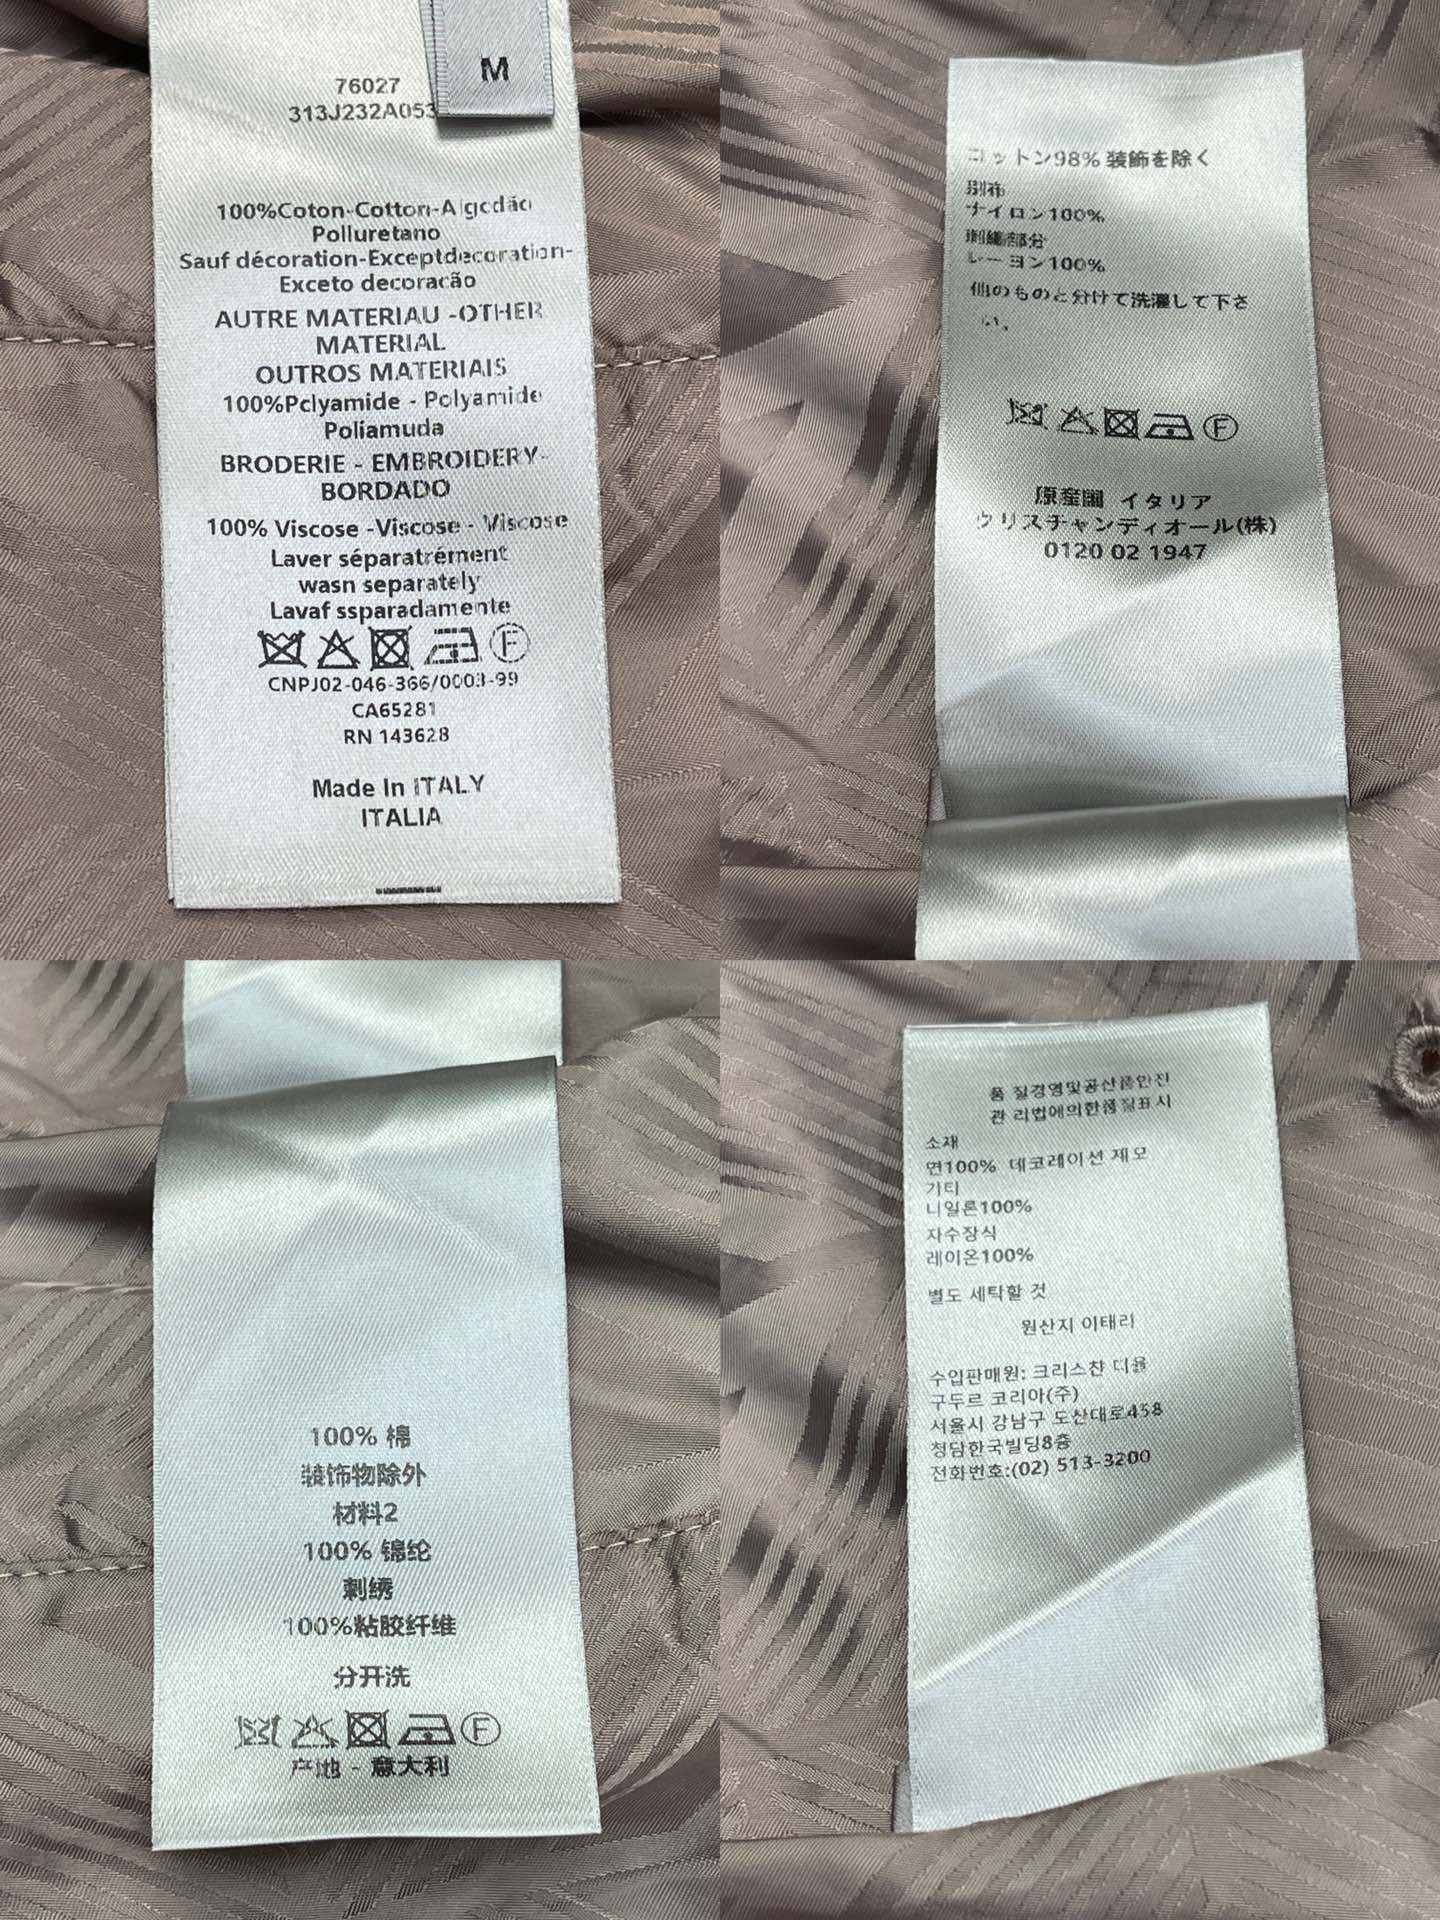 M
76027
313J232A053
100%Coton-Cotton-Algcdão
Polluretano
Sauf décoration-Exceptdecoration-
Exceto decoracão
AUTRE MATERIAU -OTHER
MATERIAL
OUTROS MATERIAIS
100%Pclyamide - Polyamide
Poliamuda
BRODERIE - EMBROIDERY-
BORDADO
100% Viscose -Viscose - Viscose
Laver séparatrément
wasn separately
Lavaf ssparadamente
F
CNPJ02-046-366/0003-99
CA65281
RN 143628
Made In ITALY
ITALIA
コットン98% 装飾を除く
別布
ナイロン100%
刺繍部分
レーヨン100%
他のものと分けて洗濯して下さ
い。
F
原産國 イタリア
クリスチャンディオール(株)
0120 02 1947
100% 棉
装饰物除外
材料2
100% 锦纶
刺绣
100%粘胶纤维
分开洗
F
产地 - 意大利
품 질경영및공산품안진
관 리법에의한품질표시
소재
면100% 데코레이션 제모
기티
니일론100%
자수장식
레이온100%
별도 세탁할 것
원산지 이태리
수입판매원: 크리스챤 디올
구두르 코리아(주)
서울시 강남구 도산대로458
청담한국빌딩8층
전화번호:(02) 513-3200